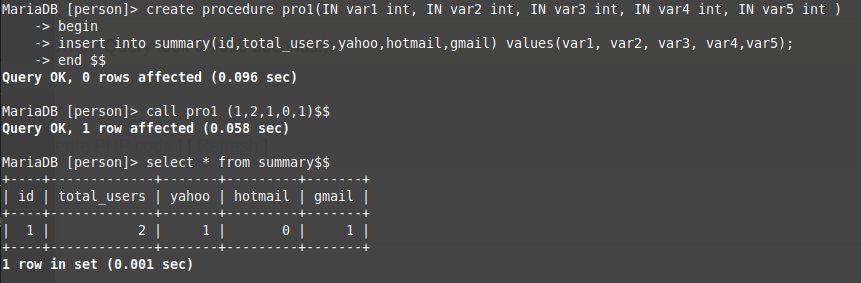 MariaDB [person]> create procedure pro1(IN var1 int, IN var2 int, IN var3 int, IN var4 int, IN var5 int )
    -> begin
    -> insert into summary(id,total_users,yahoo,hotmail,gmail) values(var1, var2, var3, var4,var5);
    -> end $$
Query OK, 0 rows affected (0.096 sec)

MariaDB [person]> call pro1 (1,2,1,0,1)$$
Query OK, 1 row affected (0.058 sec)

MariaDB [person]> select * from summary$$
+----+-------------+-------+---------+-------+
| id | total_users | yahoo | hotmail | gmail |
+----+-------------+-------+---------+-------+
|  1 |           2 |     1 |       0 |     1 |
+----+-------------+-------+---------+-------+
1 row in set (0.001 sec)